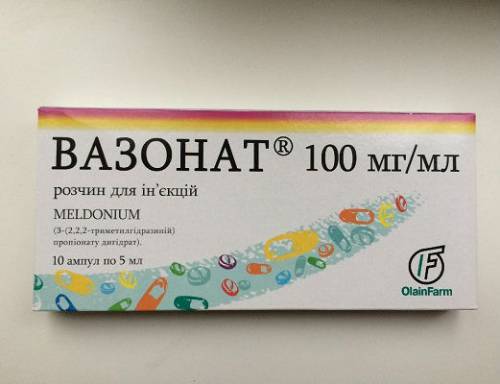 ВАЗОНАТ® 100 мг/мл
розчин для ін'єкцій
MELDONIUM
(3-(2,2,2-триметилгідразиній)
пропіонату дигідрат).
10 ампул по 5 мл
OlainFarm